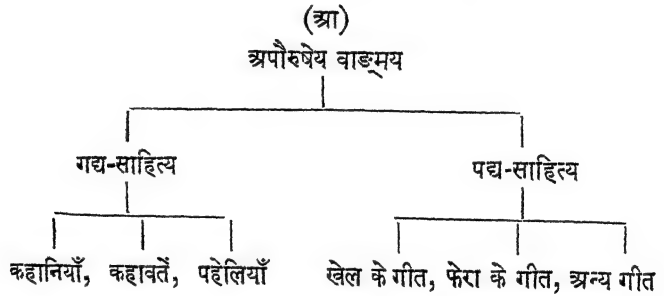 (आ)
अपौरुषेय वाङ्मय
गद्य-साहित्य पद्य-साहित्य
कहानियाँ, कहावतें, पहेलियाँ खेल के गीत, फेरा के गीत, अन्य गीत